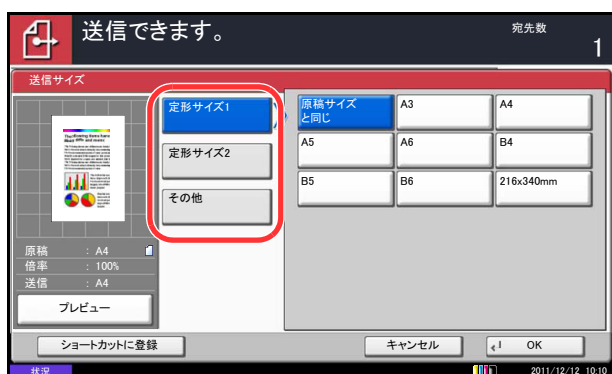 送信できます。
宛先数
1
送信サイズ
定形サイズ1
定形サイズ2
その他
原稿サイズ
と同じ
A3
A4
A5
A6
B4
B5
B6
216x340mm
原稿 : A4
倍率 : 100%
送信 : A4
プレビュー
ショートカットに登録
キャンセル
OK
状況
2011/12/12 10:10